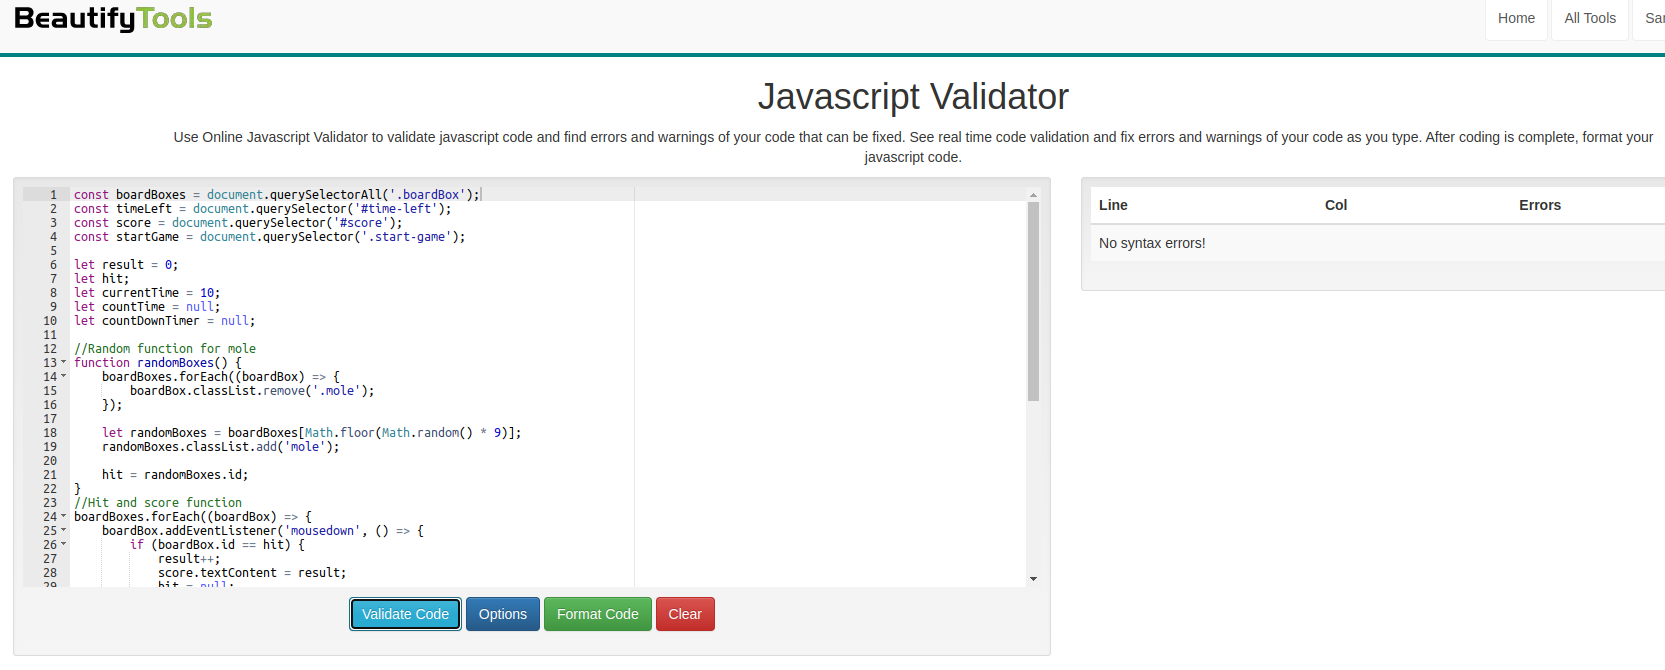 BeautifyTools
Home
All Tools
Javascript Validator
Use Online Javascript Validator to validate javascript code and find errors and warnings of your code that can be fixed. See real time code validation and fix errors and warnings of your code as you type. After coding is complete, format your
javascript code.
1 const boardBoxes = document.querySelectorAll('.boardBox');
2 const timeLeft = document.querySelector('#time-left');
3 const score = document.querySelector('#score');
4 const startGame = document.querySelector('.start-game');
5
6 let result = 0;
7 let hit;
8 let currentTime = 10;
9 let countTime = null;
10 let countDownTimer = null;
11
12 //Random function for mole
13 function randomBoxes() {
14 boardBoxes.forEach((boardBox) => {
15 boardBox.classList.remove('.mole');
16 });
17
18 let randomBoxes = boardBoxes[Math.floor(Math.random() * 9)];
19 randomBoxes.classList.add('mole');
20
21 hit = randomBoxes.id;
22 }
23 //Hit and score function
24 boardBoxes.forEach((boardBox) => {
25 boardBox.addEventListener('mousedown', () => {
26 if (boardBox.id == hit) {
27 result++;
28 score.textContent = result;
29 hit = null;
Validate Code
Options
Format Code
Clear
Line Col Errors
No syntax errors!